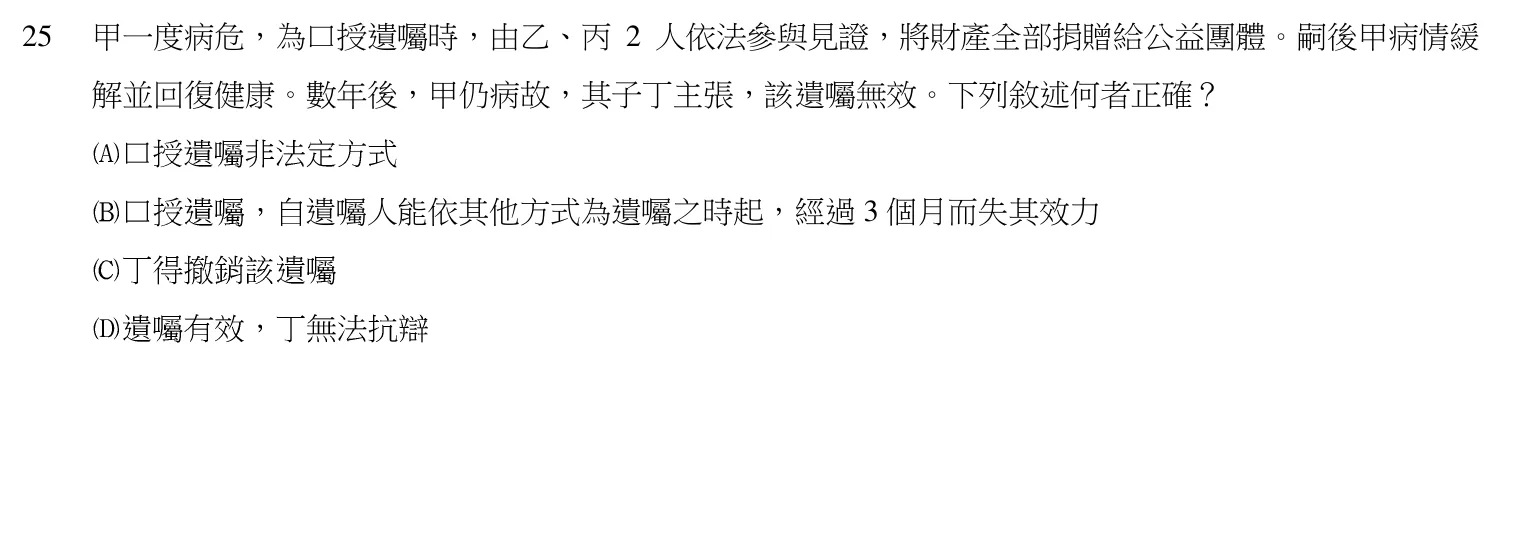 25 甲一度病危，為口授遺囑時，由乙、丙 2 人依法參與見證，將財產全部捐贈給公益團體。嗣後甲病情緩
解並回復健康。數年後，甲仍病故，其子丁主張，該遺囑無效。下列敘述何者正確？
(A)口授遺囑非法定方式
(B)口授遺囑，自遺囑人能依其他方式為遺囑之時起，經過 3 個月而失其效力
(C)丁得撤銷該遺囑
(D)遺囑有效，丁無法抗辯